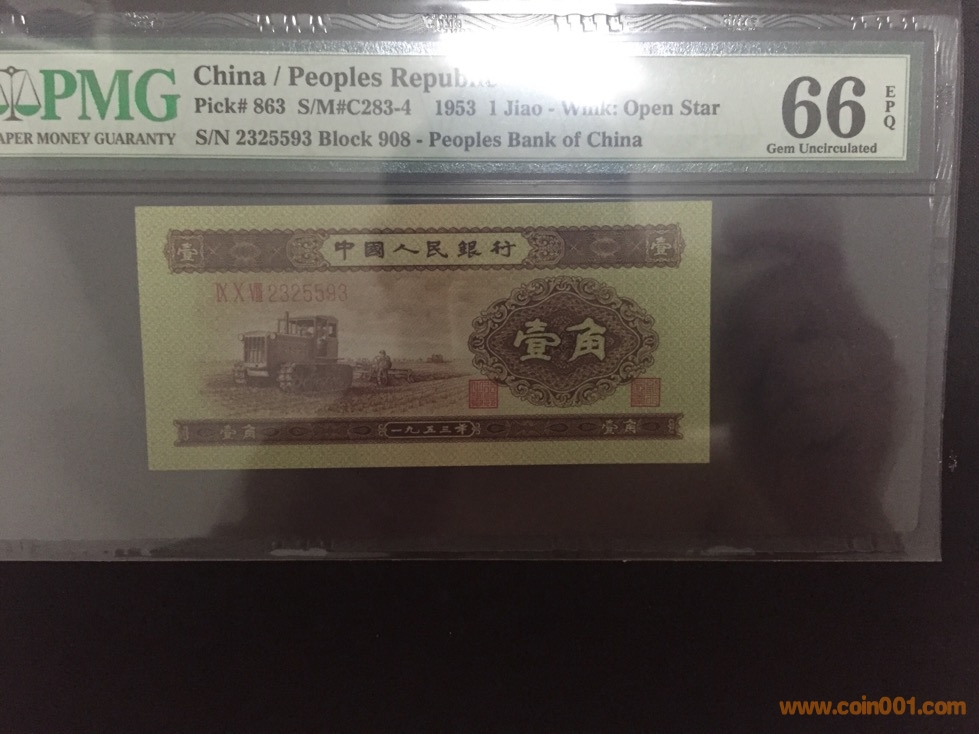 PMG
PAPER MONEY GUARANTY
China / Peoples Republic
Pick# 863 S/M#C283-4 1953 1 Jiao - Wmk: Open Star
S/N 2325593 Block 908 - Peoples Bank of China
66
EPQ
Gem Uncirculated
壹 中國人民銀行 壹
IX X VIII 2325593
壹角
壹角 一九五三年 壹角
www.coin001.com